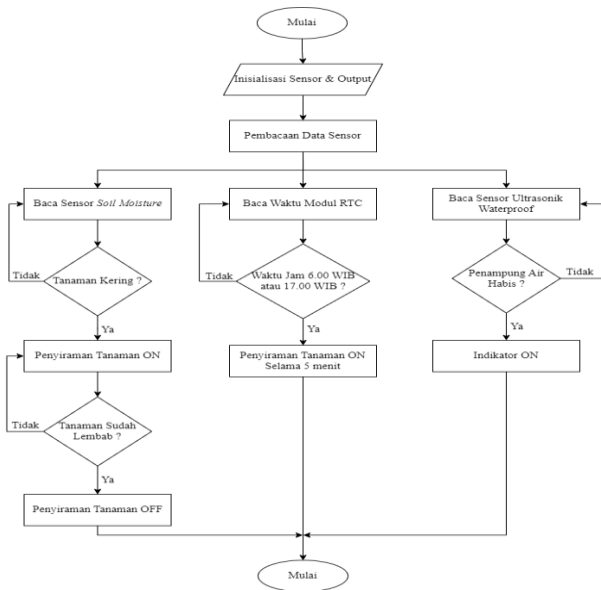 Mulai
Inisialisasi Sensor & Output
Pembacaan Data Sensor
Baca Sensor Soil Moisture
Tidak
Tanaman Kering ?
Ya
Penyiraman Tanaman ON
Tidak
Tanaman Sudah
Lembab ?
Ya
Penyiraman Tanaman OFF
Baca Waktu Modul RTC
Tidak
Waktu Jam 6.00 WIB
atau 17.00 WIB ?
Ya
Penyiraman Tanaman ON
Selama 5 menit
Baca Sensor Ultrasonik
Waterproof
Penampung Air
Habis ?
Tidak
Ya
Indikator ON
Mulai